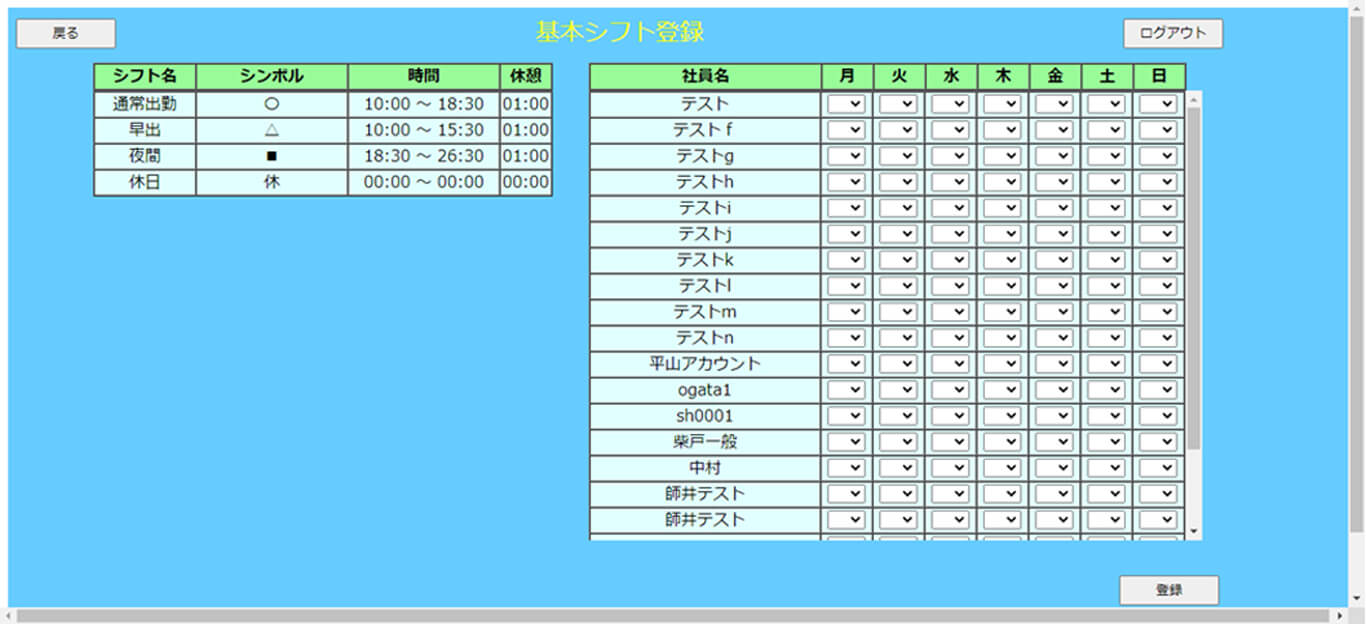 戻る
基本シフト登録
ログアウト
シフト名 シンボル 時間 休憩
通常出勤 ○ 10:00 ～ 18:30 01:00
早出 △ 10:00 ～ 15:30 01:00
夜間 ■ 18:30 ～ 26:30 01:00
休日 休 00:00 ～ 00:00 00:00
社員名 月 火 水 木 金 土 日
テスト
テストｆ
テストg
テストh
テストi
テストj
テストk
テストl
テストm
テストn
平山アカウント
ogata1
sh0001
柴戸一般
中村
師井テスト
師井テスト
登録